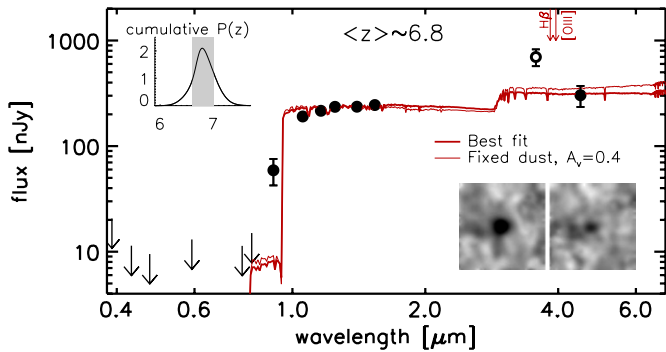 1000
100
10
flux [nJy]
cumulative P(z)
2
1
0
6
7
<z>~6.8
Hβ
[OIII]
Best fit
Fixed dust, Aᵥ=0.4
0.4
0.6
1.0
2.0
4.0
6.0
wavelength [μm]